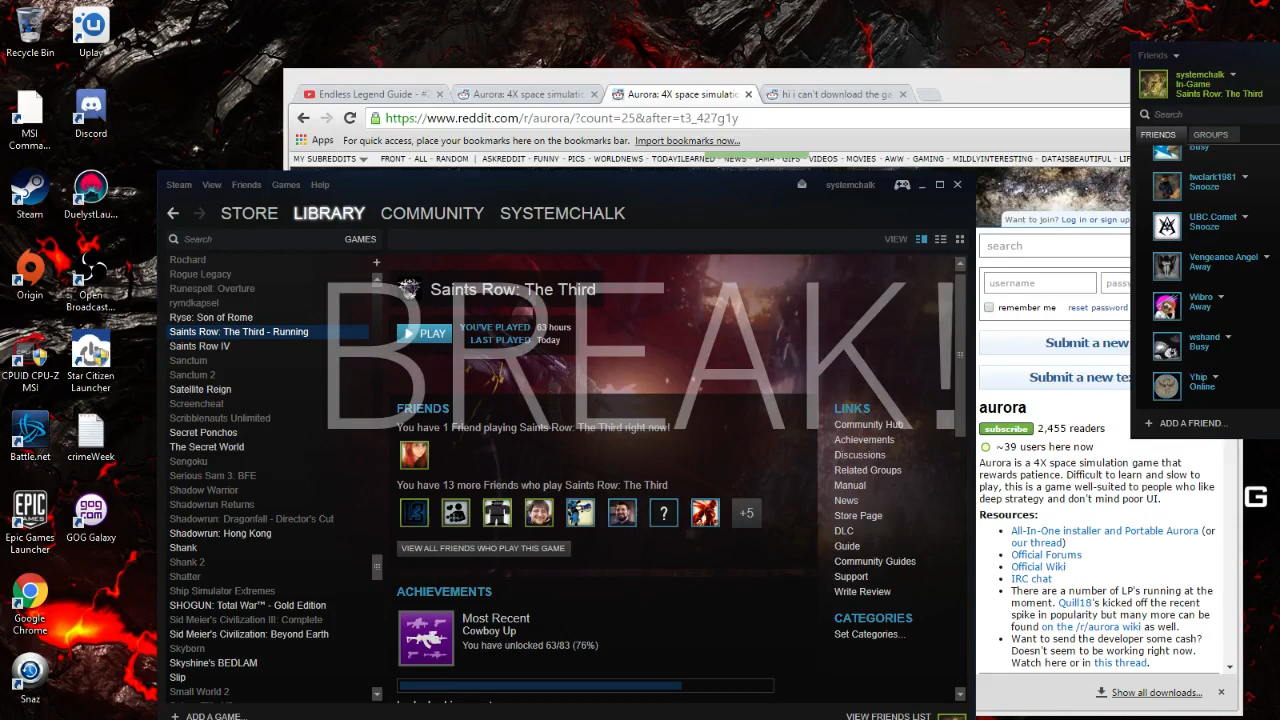 Recycle Bin
Uplay
MSI
Comma...
Discord
Steam
DuelystLau...
Origin
Open
Broadcast...
CPUID CPU-Z
MSI
Star Citizen
Launcher
Battle.net
crimeWeek
Epic Games
Launcher
GOG Galaxy
Google
Chrome
Snaz
Endless Legend Guide - #
Aurora: 4X space simulatic
Aurora: 4X space simulatic
hi i can't download the ga
https://www.reddit.com/r/aurora/?count=25&after=t3_427g1y
Apps For quick access, place your bookmarks here on the bookmarks bar. Import bookmarks now...
MY SUBREDDITS FRONT - ALL - RANDOM | ASKREDDIT - FUNNY - PICS - WORLDNEWS - TODAYILEARNED - NEWS - IAMA - GIFS - VIDEOS - MOVIES - AWW - GAMING - MILDLYINTERESTING - DATAISBEAUTIFUL
Steam View Friends Games Help
systemchalk
STORE LIBRARY COMMUNITY SYSTEMCHALK
Search GAMES
VIEW
Rochard
Rogue Legacy
Runespell: Overture
rymdkapsel
Ryse: Son of Rome
Saints Row: The Third - Running
Saints Row IV
Sanctum
Sanctum 2
Satellite Reign
Screencheat
Scribblenauts Unlimited
Secret Ponchos
The Secret World
Sengoku
Serious Sam 3: BFE
Shadow Warrior
Shadowrun Returns
Shadowrun: Dragonfall - Director's Cut
Shadowrun: Hong Kong
Shank
Shank 2
Shatter
Ship Simulator Extremes
SHOGUN: Total War™ - Gold Edition
Sid Meier's Civilization III: Complete
Sid Meier's Civilization: Beyond Earth
Skyborn
Skyshine's BEDLAM
Slip
Small World 2
ADD A GAME...
Saints Row: The Third
PLAY
YOU'VE PLAYED 63 hours
LAST PLAYED Today
BREAK!
FRIENDS
You have 1 Friend playing Saints Row: The Third right now!
You have 13 more Friends who play Saints Row: The Third
?
+5
VIEW ALL FRIENDS WHO PLAY THIS GAME
ACHIEVEMENTS
Most Recent
Cowboy Up
You have unlocked 63/83 (76%)
LINKS
Community Hub
Achievements
Discussions
Related Groups
Manual
News
Store Page
DLC
Guide
Community Guides
Support
Write Review
CATEGORIES
Set Categories...
VIEW FRIENDS LIST
Friends
systemchalk
In-Game
Saints Row: The Third
Search
FRIENDS GROUPS
Busy
twclark1981
Snooze
UBC.Comet
Snooze
Vengeance Angel
Away
Wibro
Away
wshand
Busy
Yhip
Online
ADD A FRIEND...
Want to join? Log in or sign up
search
username
remember me reset password
Submit a new
Submit a new
aurora
subscribe 2,455 readers
~39 users here now
Aurora is a 4X space simulation game that
rewards patience. Difficult to learn and slow to
play, this is a game well-suited to people who like
deep strategy and don't mind poor UI.
Resources:
All-In-One installer and Portable Aurora (or
our thread)
Official Forums
Official Wiki
IRC chat
There are a number of LP's running at the
moment. Quill18's kicked off the recent
spike in popularity but many more can be
found on the /r/aurora wiki as well.
Want to send the developer some cash?
Doesn't seem to be working right now.
Watch here or in this thread.
Show all downloads...
G